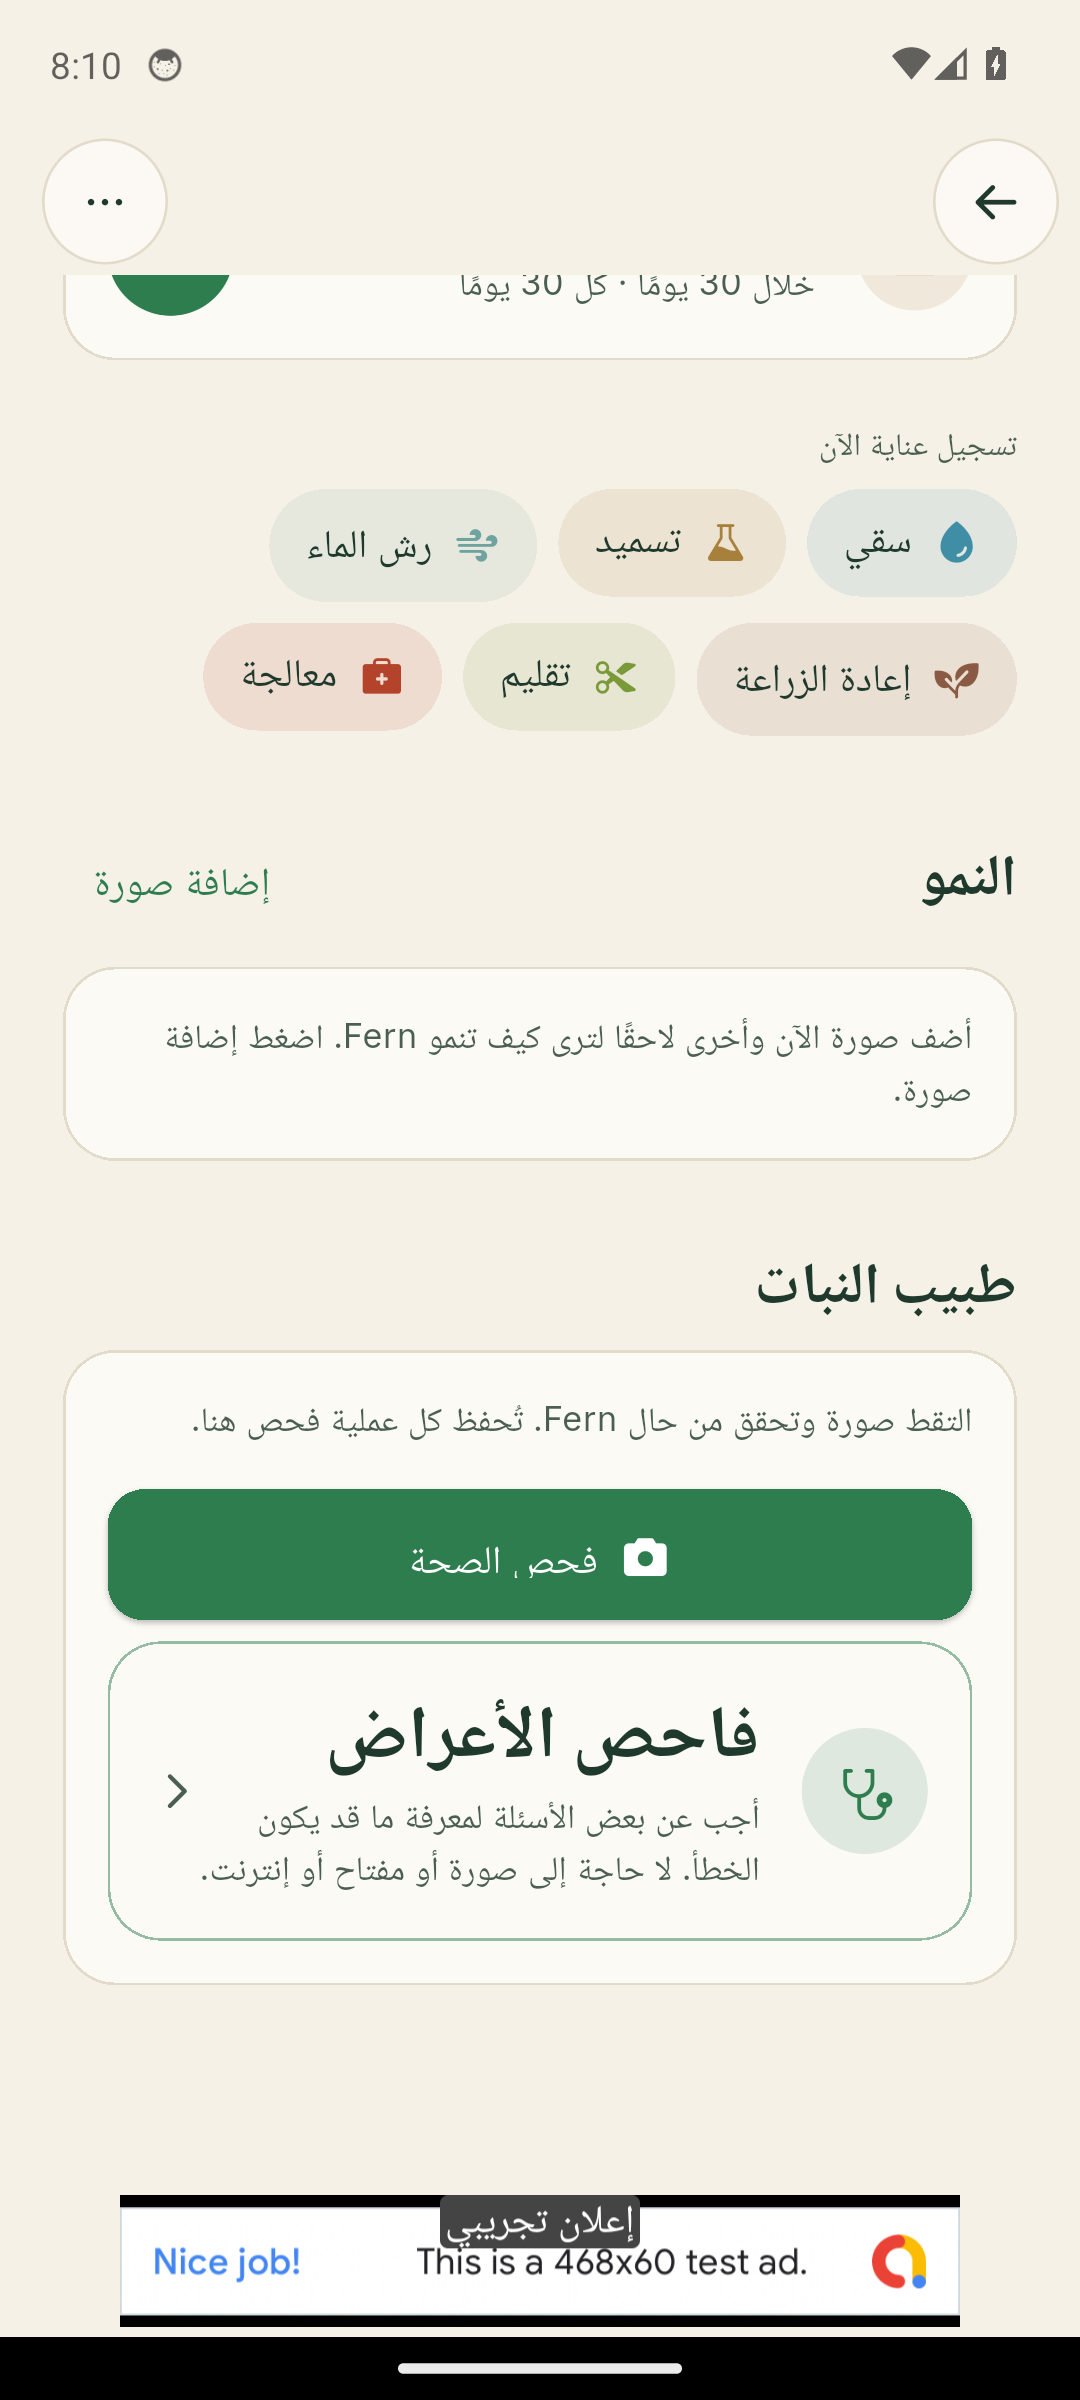 8:10
خلال 30 يومًا · كل 30 يومًا
تسجيل عناية الآن
سقي
تسميد
رش الماء
إعادة الزراعة
تقليم
معالجة
النمو
إضافة صورة
أضف صورة الآن وأخرى لاحقًا لترى كيف تنمو Fern. اضغط إضافة
صورة.
طبيب النبات
التقط صورة وتحقق من حال Fern. تُحفظ كل عملية فحص هنا.
فحص الصحة
فاحص الأعراض
أجب عن بعض الأسئلة لمعرفة ما قد يكون
الخطأ. لا حاجة إلى صورة أو مفتاح أو إنترنت.
إعلان تجريبي
Nice job!
This is a 468x60 test ad.